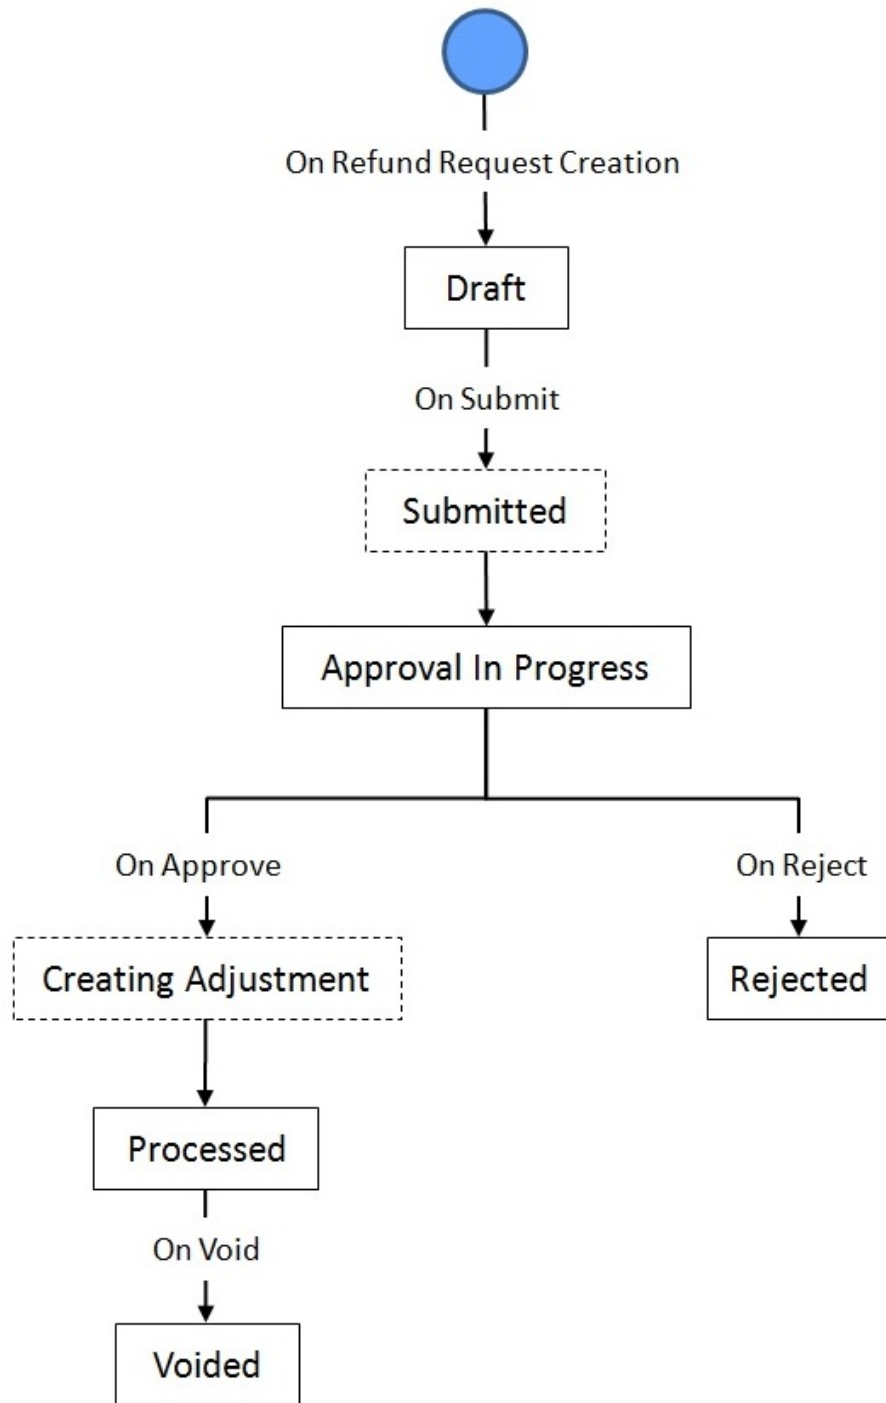 On Refund Request Creation
Draft
On Submit
Submitted
Approval In Progress
On Approve
On Reject
Creating Adjustment
Rejected
Processed
On Void
Voided